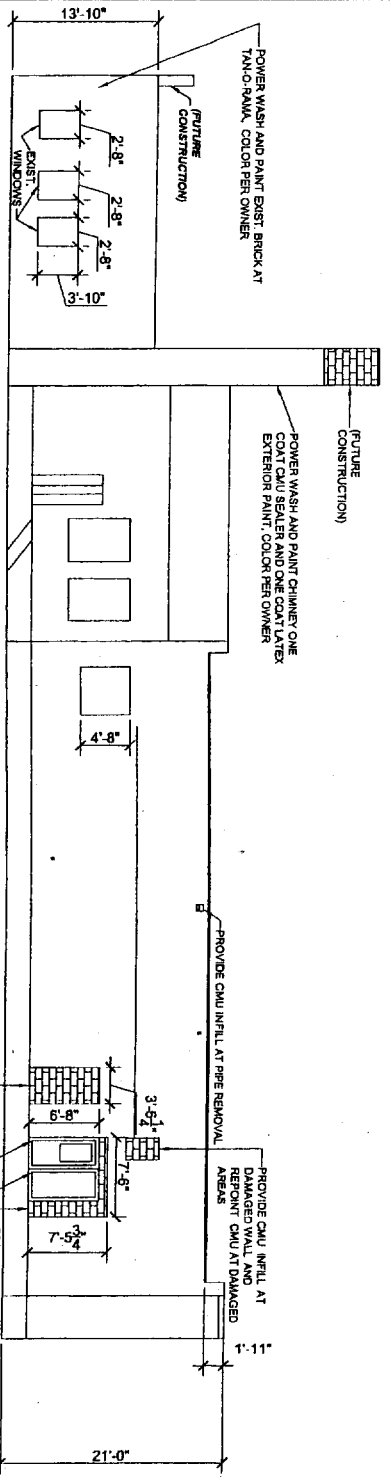 13'-10"
POWER WASH AND PAINT EXIST. BRICK AT
TAN-O-RAMA, COLOR PER OWNER
(FUTURE
CONSTRUCTION)
2'-8"
2'-8"
2'-8"
EXIST.
WINDOWS
3'-10"
(FUTURE
CONSTRUCTION)
POWER WASH AND PAINT CHIMNEY ONE
COAT CMU SEALER AND ONE COAT LATEX
EXTERIOR PAINT, COLOR PER OWNER
4'-8"
PROVIDE CMU INFILL AT PIPE REMOVAL
3'-6 1/4"
6'-8"
7'-6"
7'-5 3/4"
PROVIDE CMU INFILL AT
DAMAGED WALL AND
REPOINT CMU AT DAMAGED
AREAS
1'-11"
21'-0"